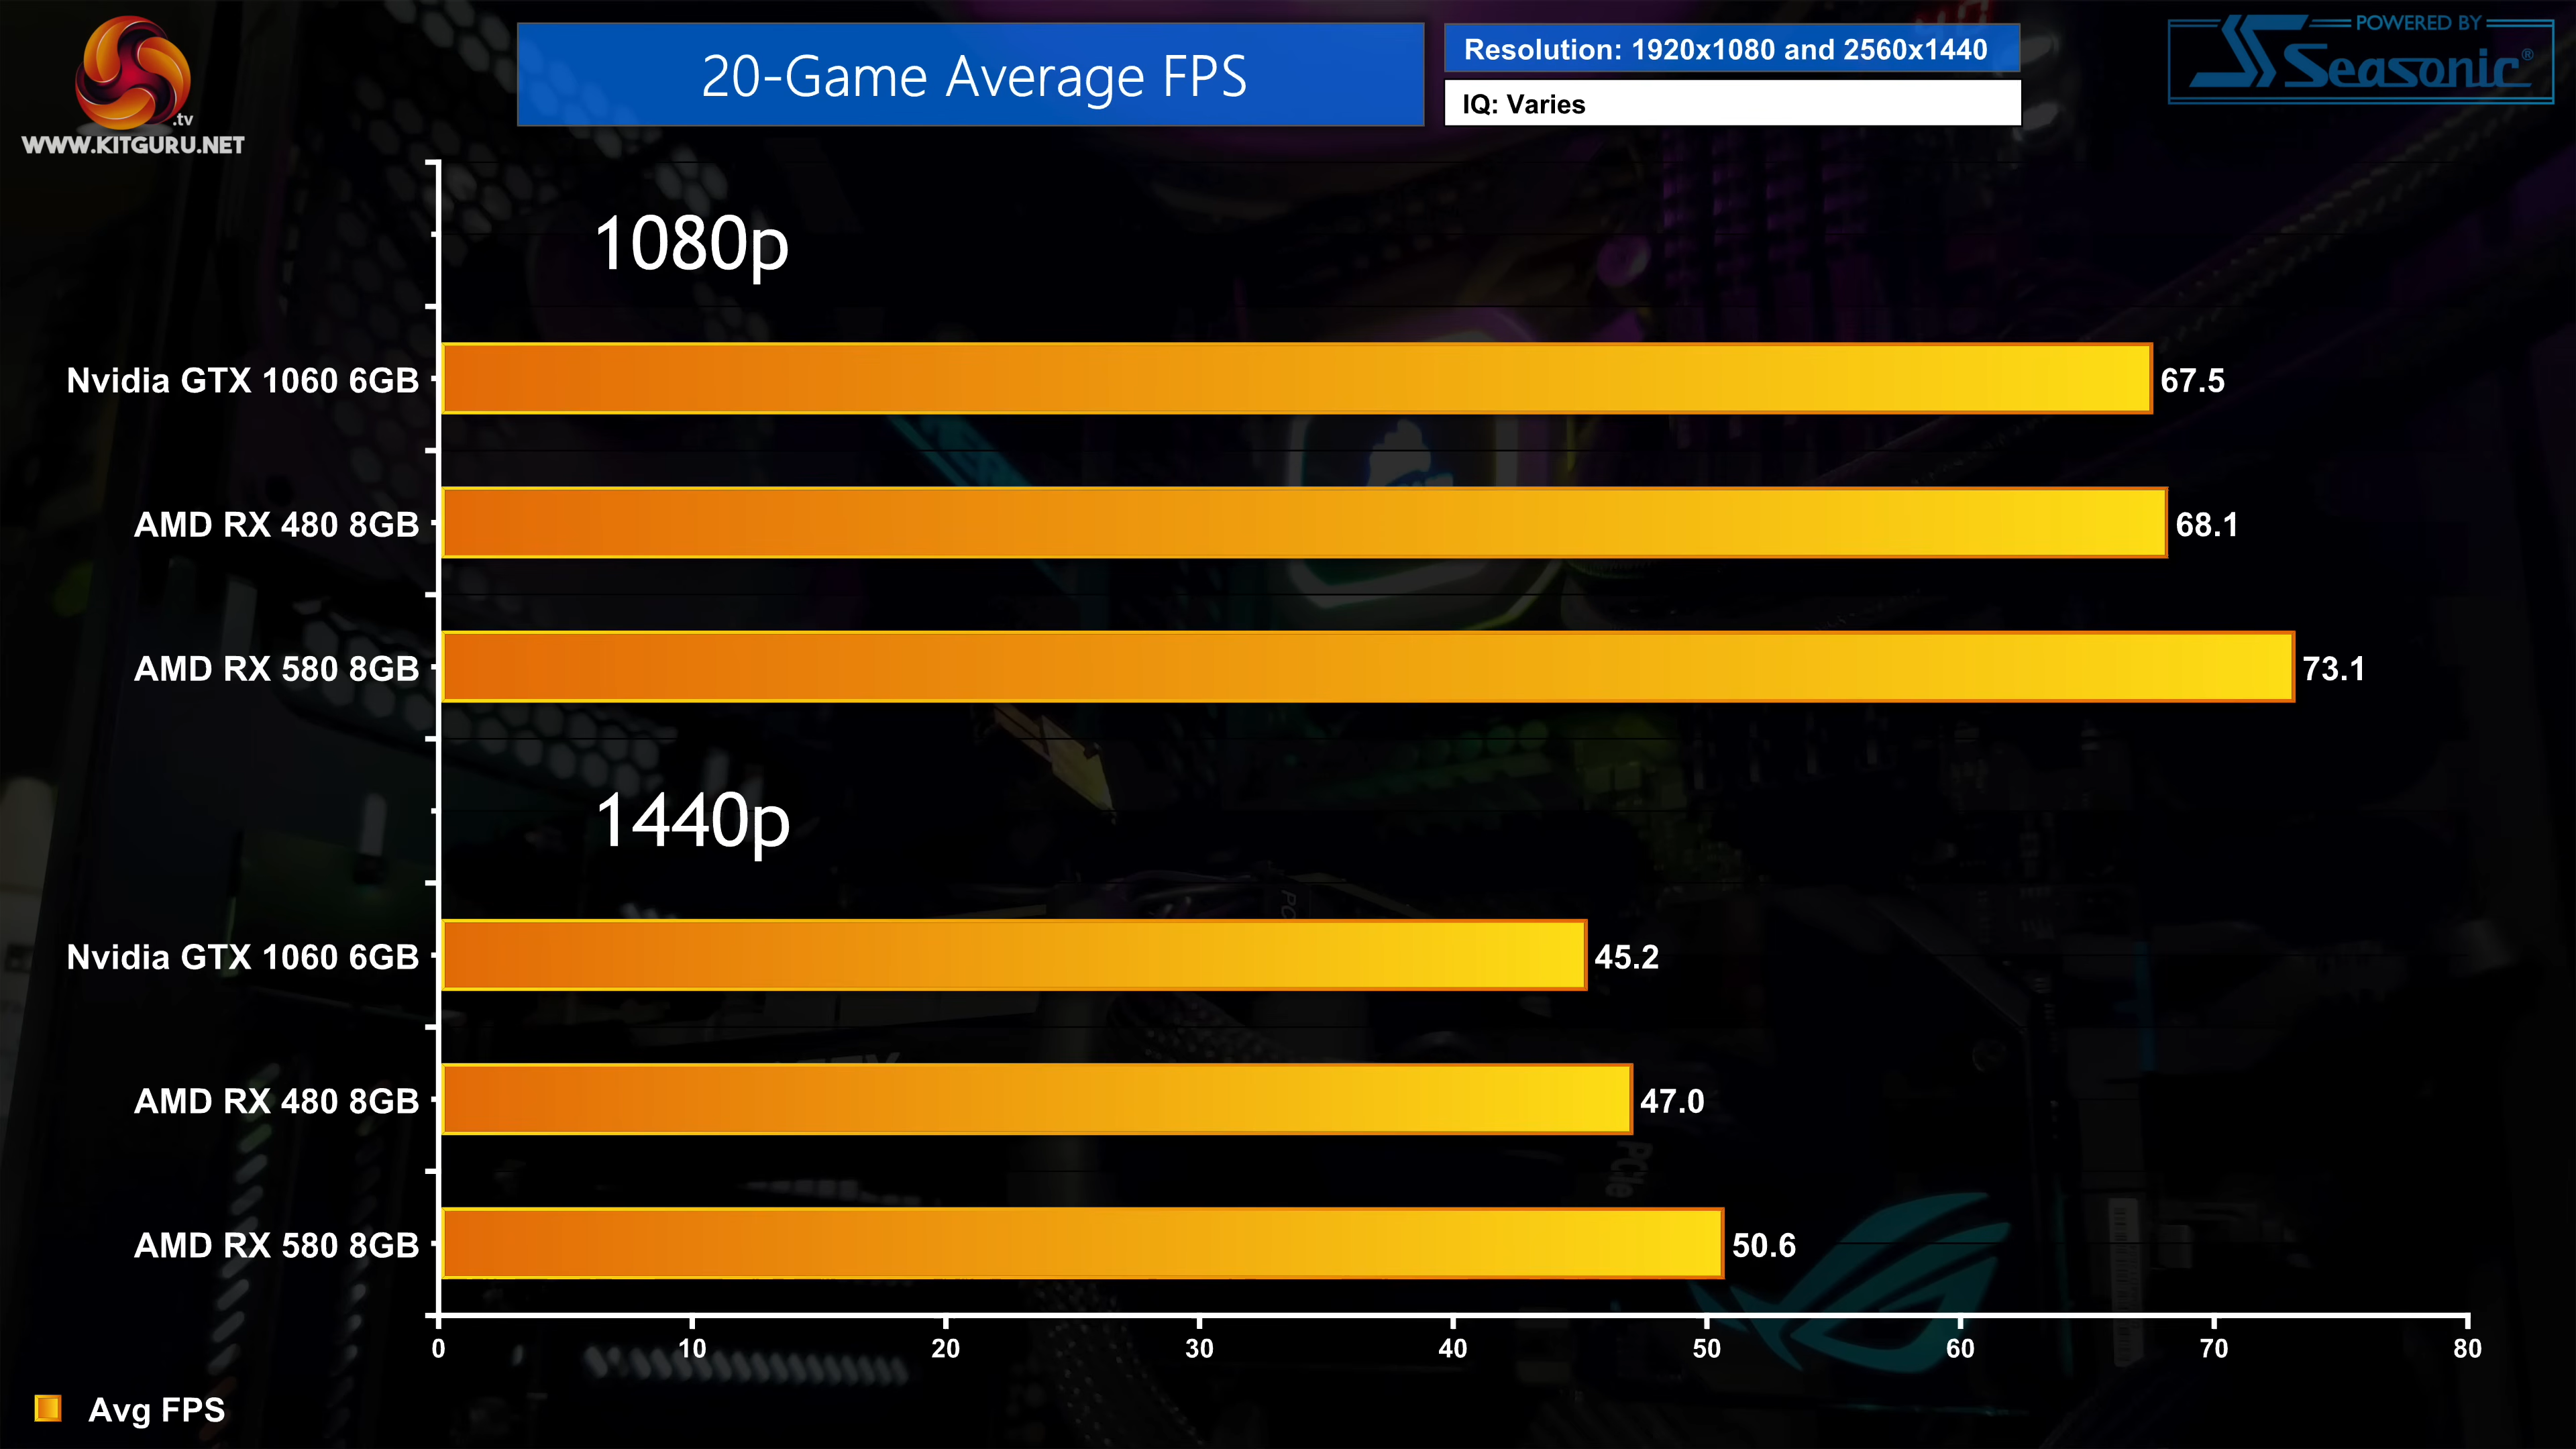 .tv
WWW.KITGURU.NET
20-Game Average FPS
Resolution: 1920x1080 and 2560x1440
IQ: Varies
POWERED BY
Seasonic®
1080p
Nvidia GTX 1060 6GB 67.5
AMD RX 480 8GB 68.1
AMD RX 580 8GB 73.1
1440p
Nvidia GTX 1060 6GB 45.2
AMD RX 480 8GB 47.0
PCIe
AMD RX 580 8GB 50.6
0 10 20 30 40 50 60 70 80
Avg FPS